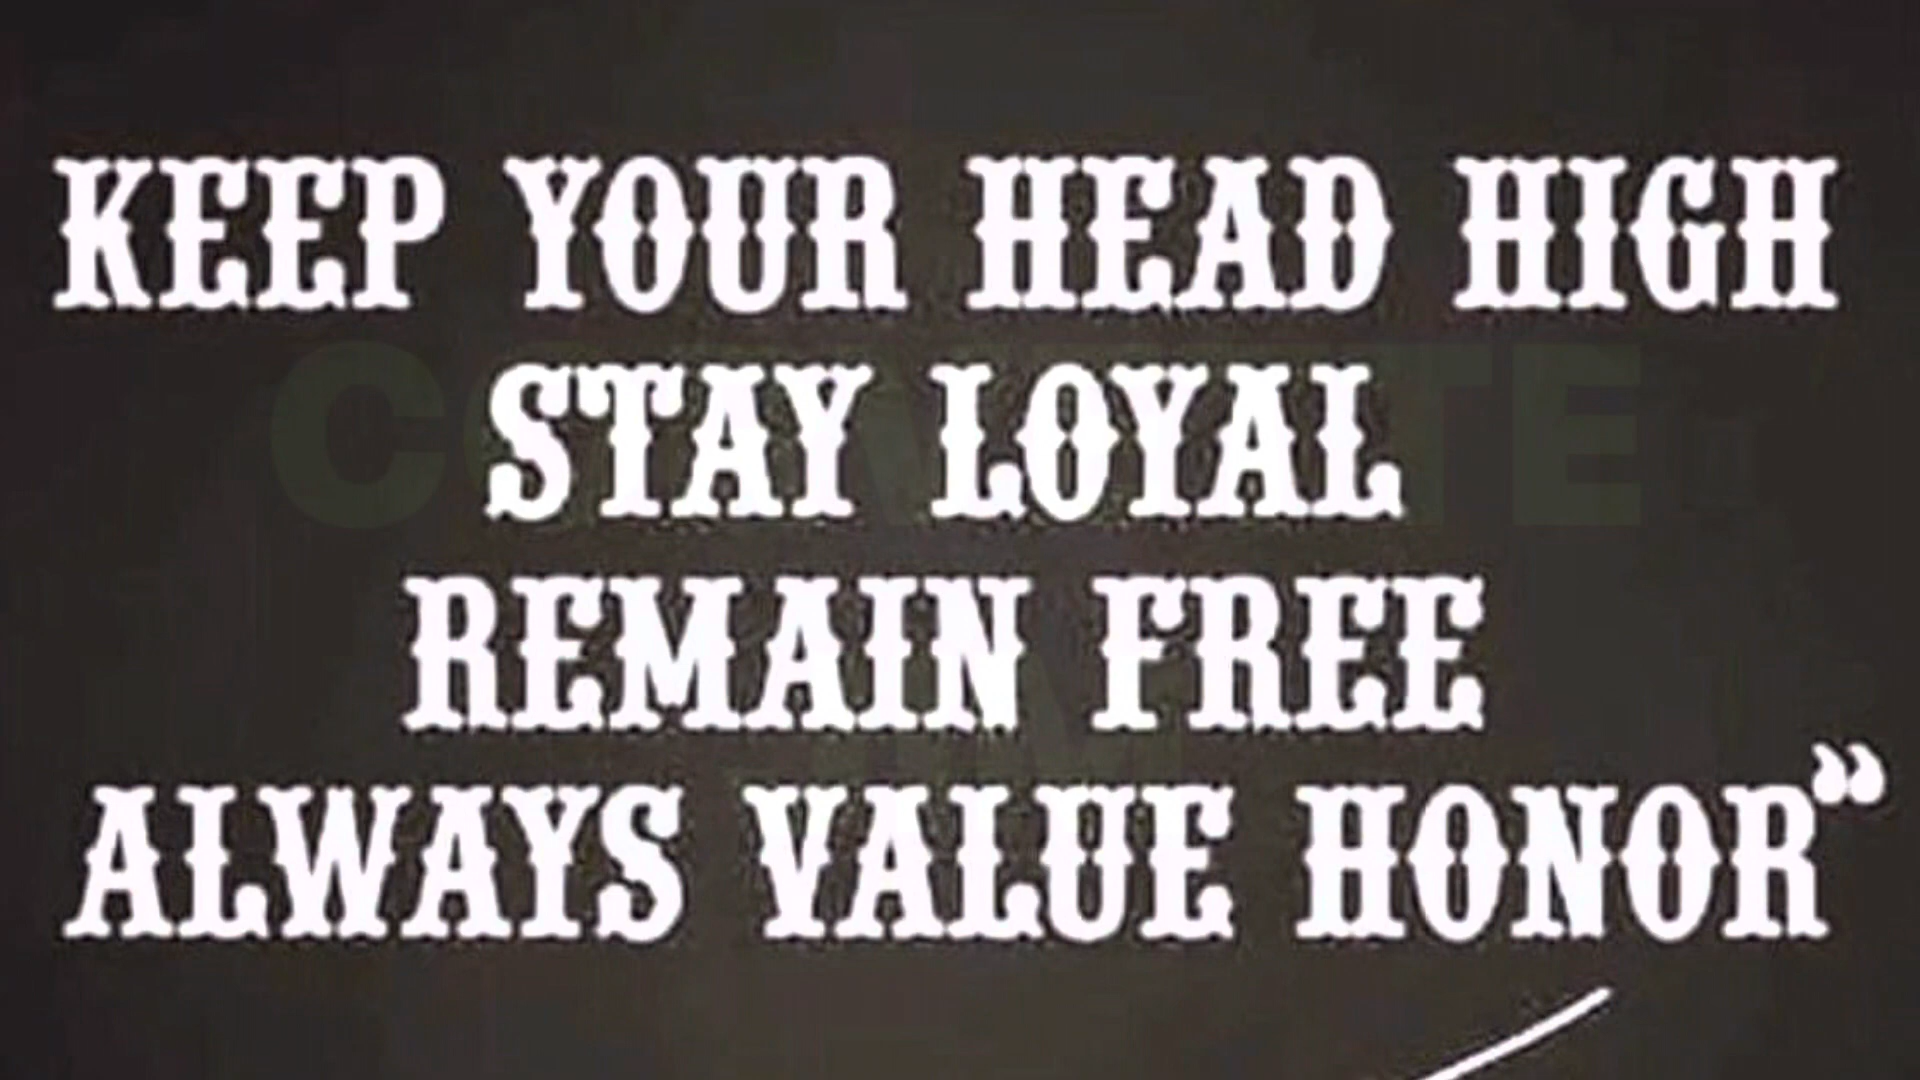 KEEP YOUR HEAD HIGH
STAY LOYAL
REMAIN FREE
ALWAYS VALUE HONOR“